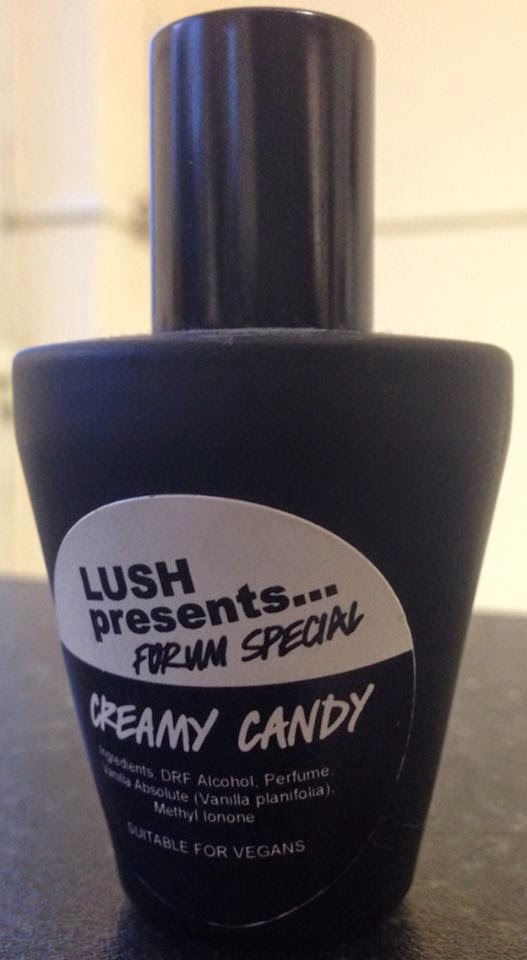 LUSH
presents...
FORUM SPECIAL
CREAMY CANDY
Ingredients. DRF Alcohol, Perfume.
Vanilla Absolute (Vanilla planifolia),
Methyl Ionone
SUITABLE FOR VEGANS